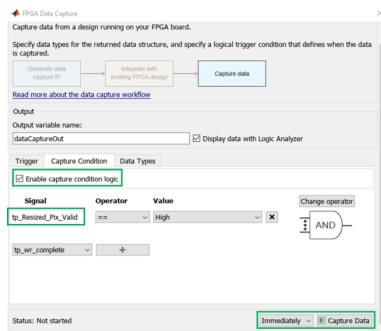 FPGA Data Capture
Capture data from a design running on your FPGA board.
Specify data types for the returned data structure, and specify a logical trigger condition that defines when the data
is captured.
Generate data
capture IP
Integrate with
existing FPGA design
Capture data
Read more about the data capture workflow
Output
Output variable name:
dataCaptureOut
Display data with Logic Analyzer
Trigger Capture Condition Data Types
Enable capture condition logic
Signal Operator Value Change operator
tp_Resized_Pix_Valid == High
AND
tp_wr_complete +
Status: Not started Immediately Capture Data